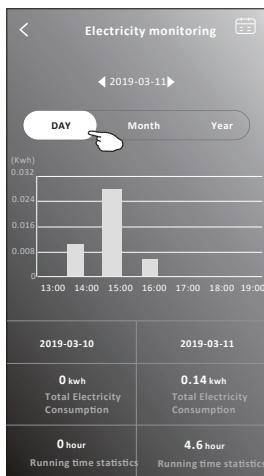 Electricity monitoring
2019-03-11
DAY Month Year
(Kwh)
0.032
0.024
0.016
0.008
0
13:00 14:00 15:00 16:00 17:00 18:00 19:00
2019-03-10 2019-03-11
0 kwh 0.14 kwh
Total Electricity Total Electricity
Consumption Consumption
0 hour 4.6 hour
Running time statistics Running time statistics